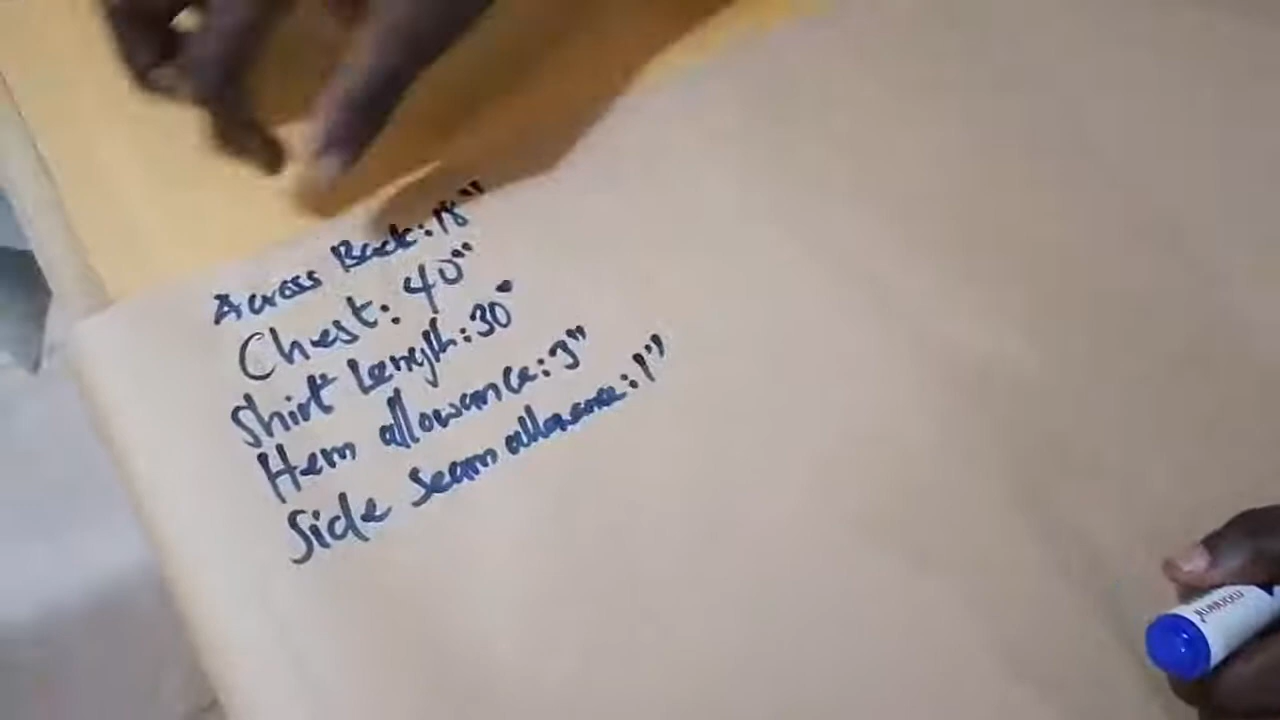 Across Back: 18"
Chest: 40"
Shirt Length: 30"
Hem allowance: 3"
Side seam allowance: 1"